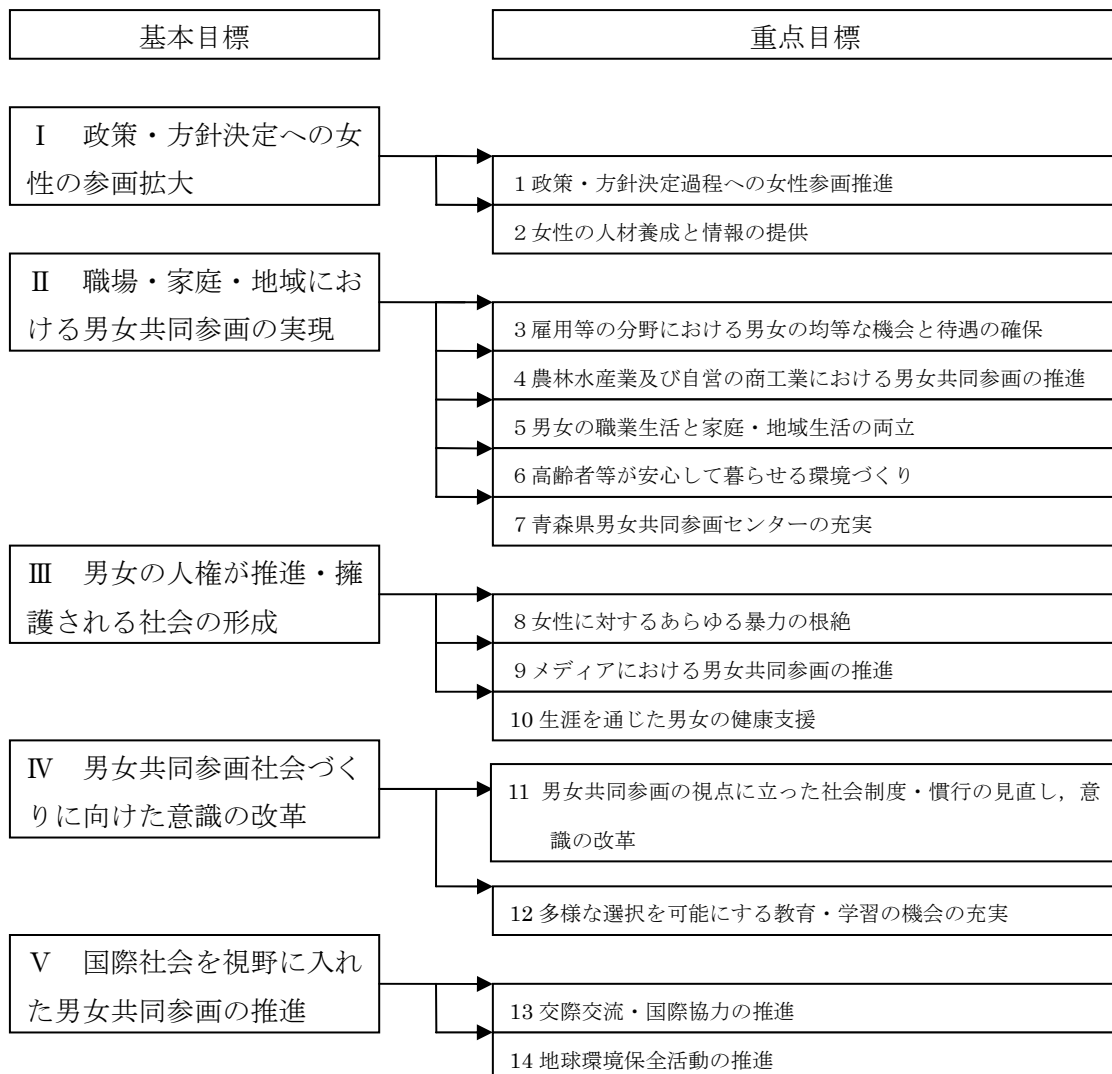 基本目標
重点目標
Ⅰ 政策・方針決定への女
性の参画拡大
1 政策・方針決定過程への女性参画推進
2 女性の人材養成と情報の提供
Ⅱ 職場・家庭・地域にお
ける男女共同参画の実現
3 雇用等の分野における男女の均等な機会と待遇の確保
4 農林水産業及び自営の商工業における男女共同参画の推進
5 男女の職業生活と家庭・地域生活の両立
6 高齢者等が安心して暮らせる環境づくり
7 青森県男女共同参画センターの充実
Ⅲ 男女の人権が推進・擁
護される社会の形成
8 女性に対するあらゆる暴力の根絶
9 メディアにおける男女共同参画の推進
10 生涯を通じた男女の健康支援
Ⅳ 男女共同参画社会づく
りに向けた意識の改革
11 男女共同参画の視点に立った社会制度・慣行の見直し，意
識の改革
12 多様な選択を可能にする教育・学習の機会の充実
Ⅴ 国際社会を視野に入れ
た男女共同参画の推進
13 交際交流・国際協力の推進
14 地球環境保全活動の推進